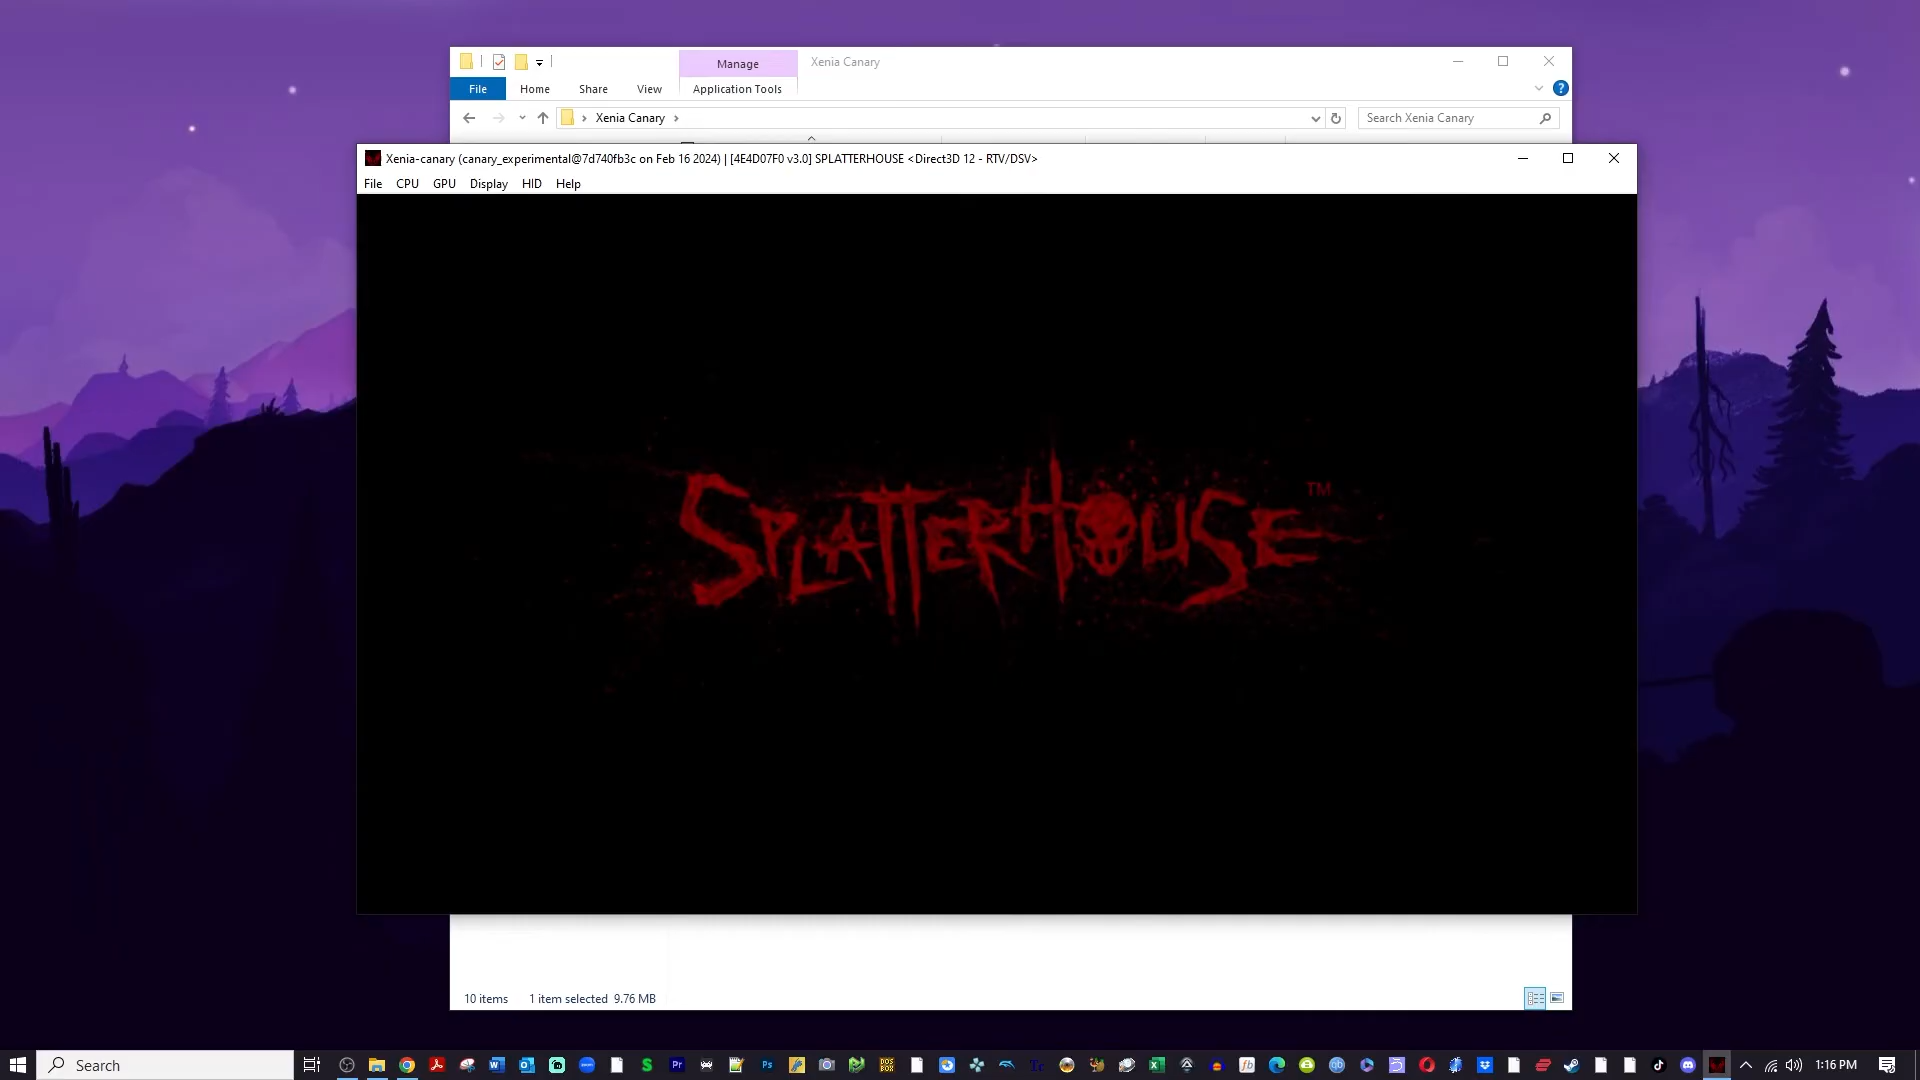 Manage
Xenia Canary
File
Home
Share
View
Application Tools
Xenia Canary
Search Xenia Canary
Xenia-canary (canary_experimental@7d740fb3c on Feb 16 2024) | [4E4D07F0 v3.0] SPLATTERHOUSE <Direct3D 12 - RTV/DSV>
File CPU GPU Display HID Help
SPLATTERHOUSE TM
10 items 1 item selected 9.76 MB
Search
1:16 PM